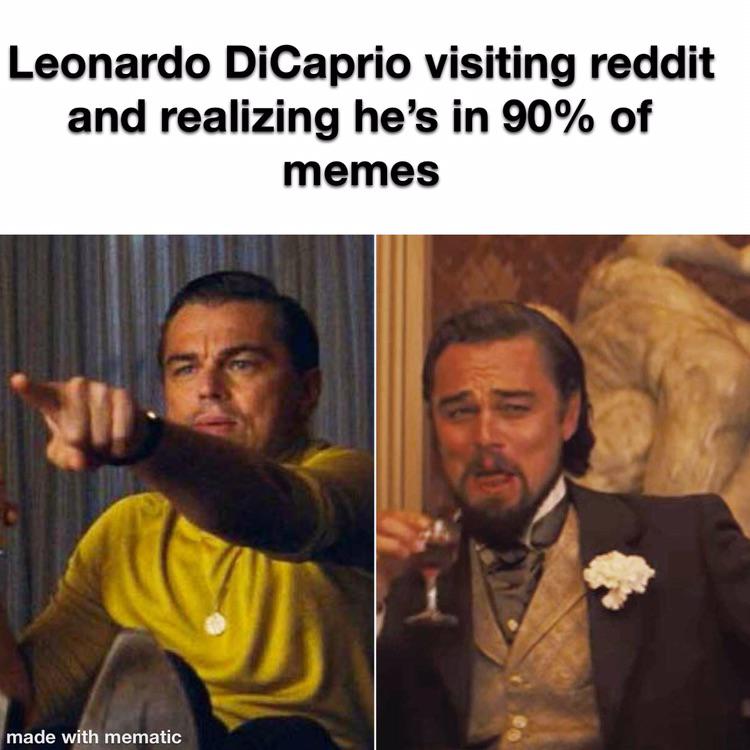 Leonardo DiCaprio visiting reddit
and realizing he’s in 90% of
memes
made with mematic